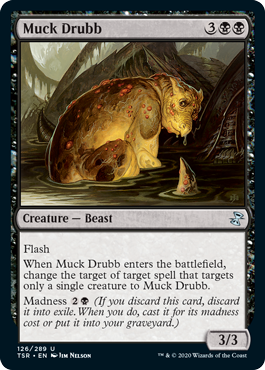 Muck Drubb 3
Creature — Beast
Flash
When Muck Drubb enters the battlefield,
change the target of target spell that targets
only a single creature to Muck Drubb.
Madness 2 (If you discard this card, discard
it into exile. When you do, cast it for its madness
cost or put it into your graveyard.)
3/3
126/289 U
TSR • EN Jim Nelson
™ & © 2020 Wizards of the Coast